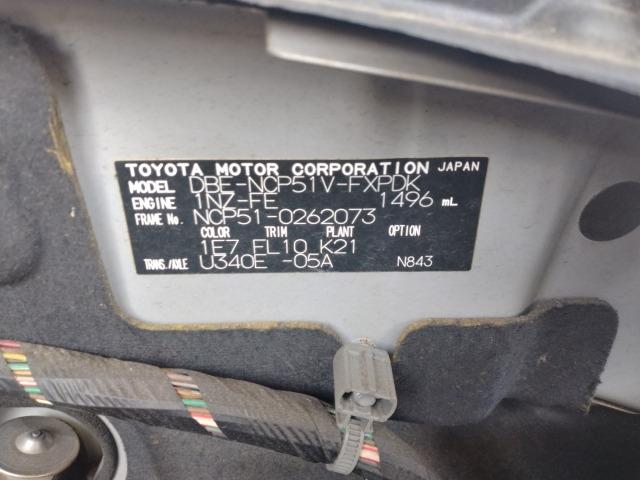 TOYOTA MOTOR CORPORATION JAPAN
MODEL DBE-NCP51V-FXPDK
ENGINE 1NZ-FE 1496 mL
FRAME No. NCP51-0262073
COLOR TRIM PLANT OPTION
1E7 FL10 K21
TRANS./AXLE U340E -05A N843